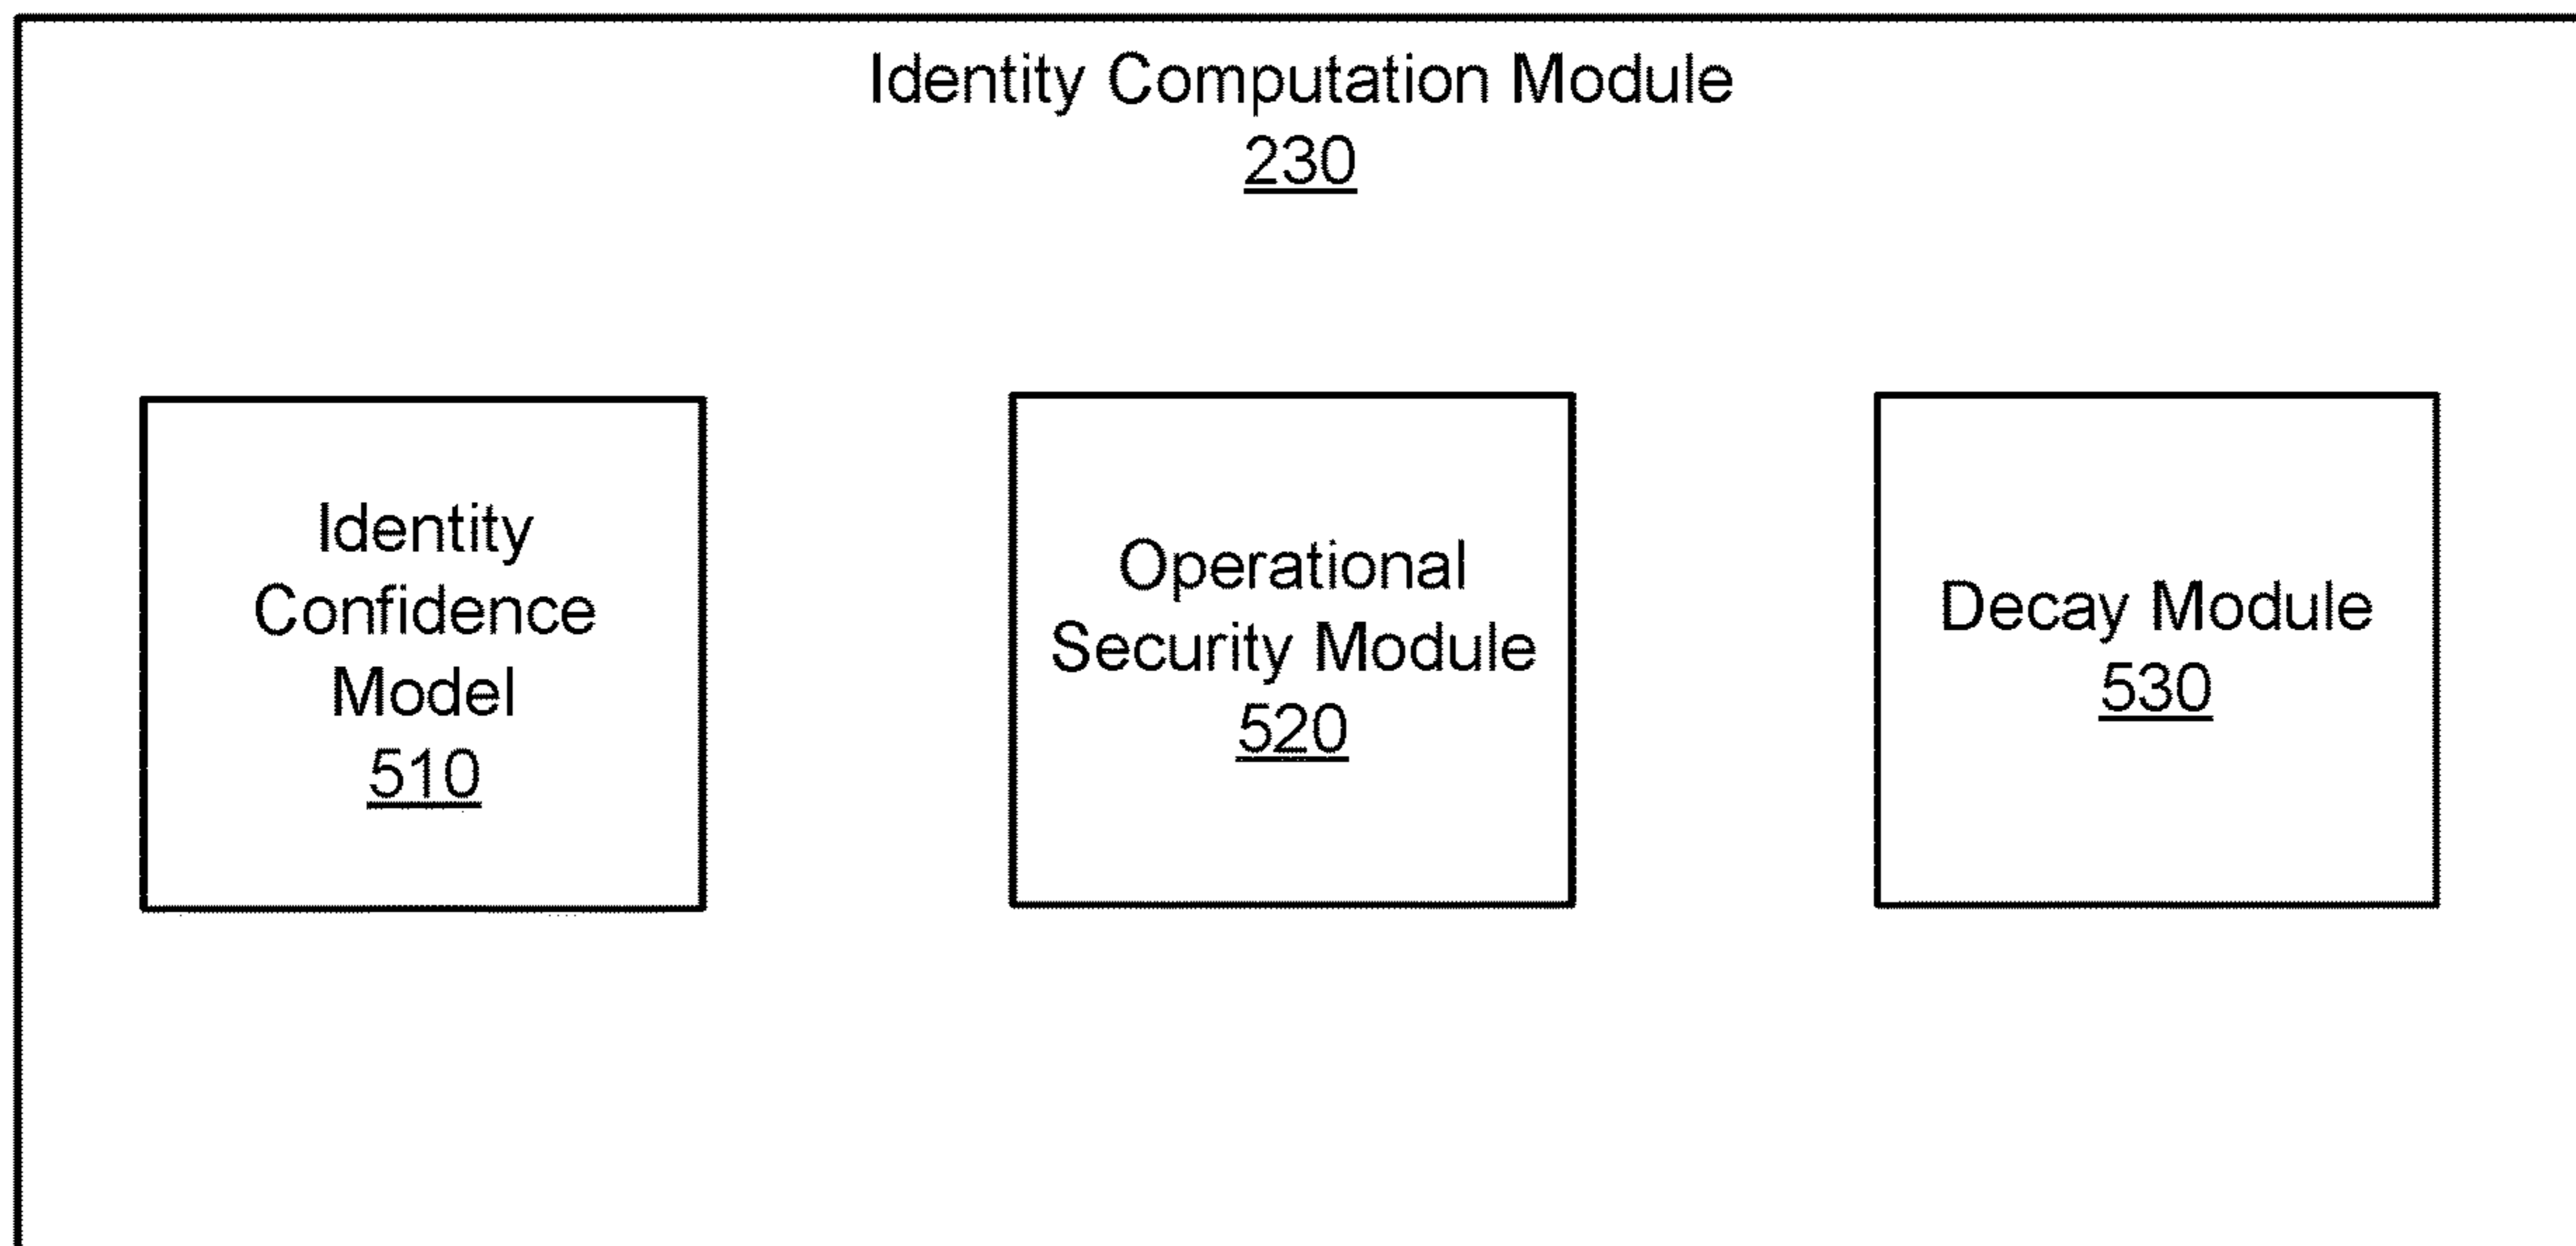 Identity Computation Module
230
Identity
Confidence
Model
510
Operational
Security Module
520
Decay Module
530